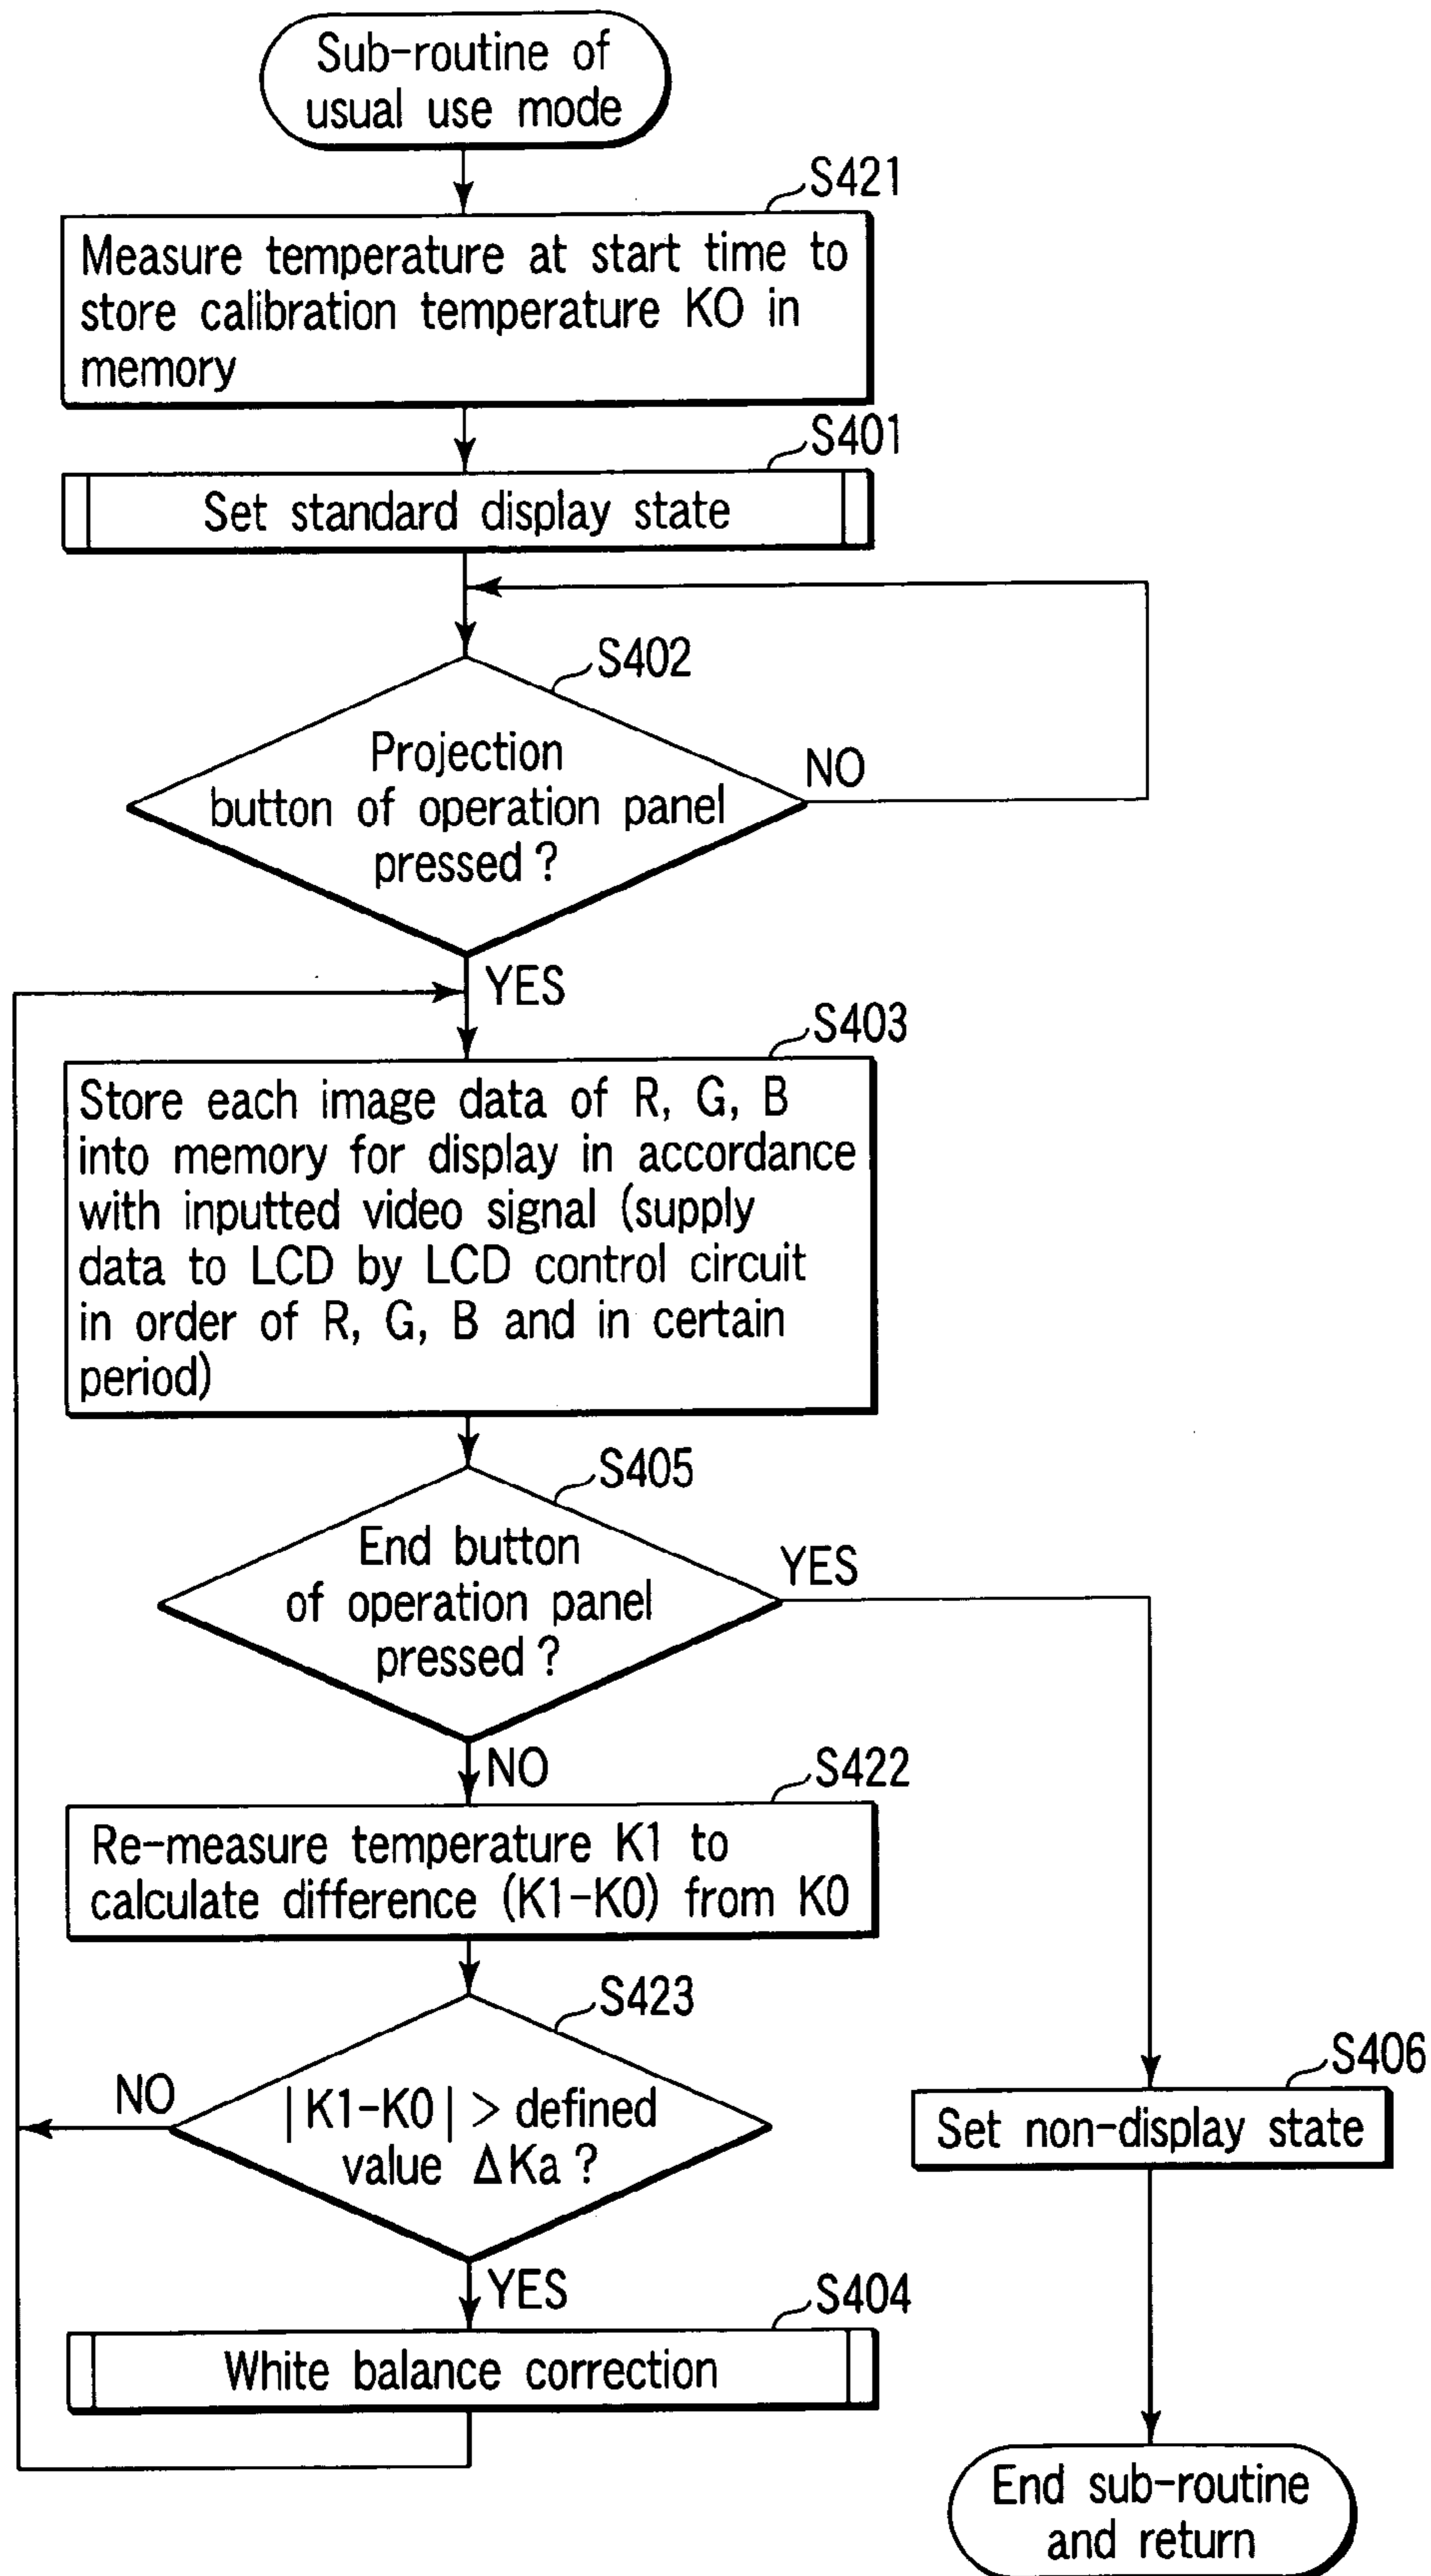 Sub-routine of
usual use mode
S421
Measure temperature at start time to
store calibration temperature KO in
memory
S401
Set standard display state
S402
Projection
button of operation panel
pressed ?
NO
YES
S403
Store each image data of R, G, B
into memory for display in accordance
with inputted video signal (supply
data to LCD by LCD control circuit
in order of R, G, B and in certain
period)
S405
End button
of operation panel
pressed ?
YES
NO
S422
Re-measure temperature K1 to
calculate difference (K1-K0) from K0
S423
|K1-K0| > defined
value ΔKa ?
NO
YES
S404
White balance correction
S406
Set non-display state
End sub-routine
and return